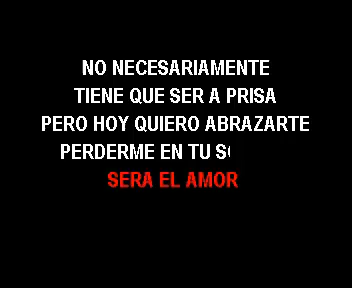 NO NECESARIAMENTE
TIENE QUE SER A PRISA
PERO HOY QUIERO ABRAZARTE
PERDERME EN TU
SERA EL AMOR